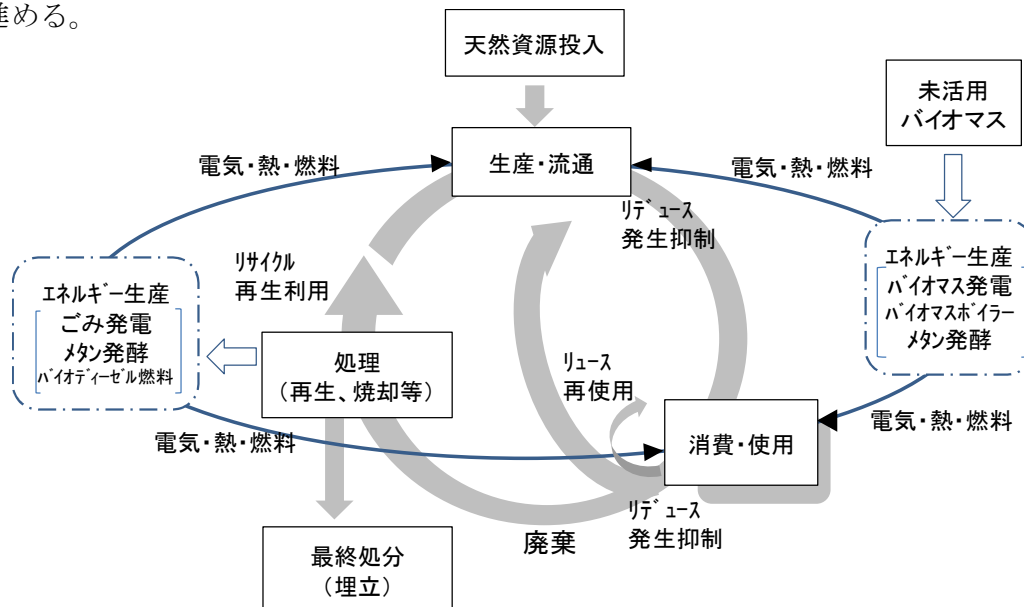 進める。
天然資源投入
未活用
バイオマス
生産・流通
電気・熱・燃料
電気・熱・燃料
ﾘﾃﾞｭｰｽ
発生抑制
ﾘｻｲｸﾙ
再生利用
エネルギー生産
ごみ発電
メタン発酵
バイオディーゼル燃料
エネルギー生産
バイオマス発電
バイオマスボイラー
メタン発酵
処理
（再生、焼却等）
ﾘｭｰｽ
再使用
消費・使用
電気・熱・燃料
電気・熱・燃料
ﾘﾃﾞｭｰｽ
発生抑制
廃棄
最終処分
（埋立）